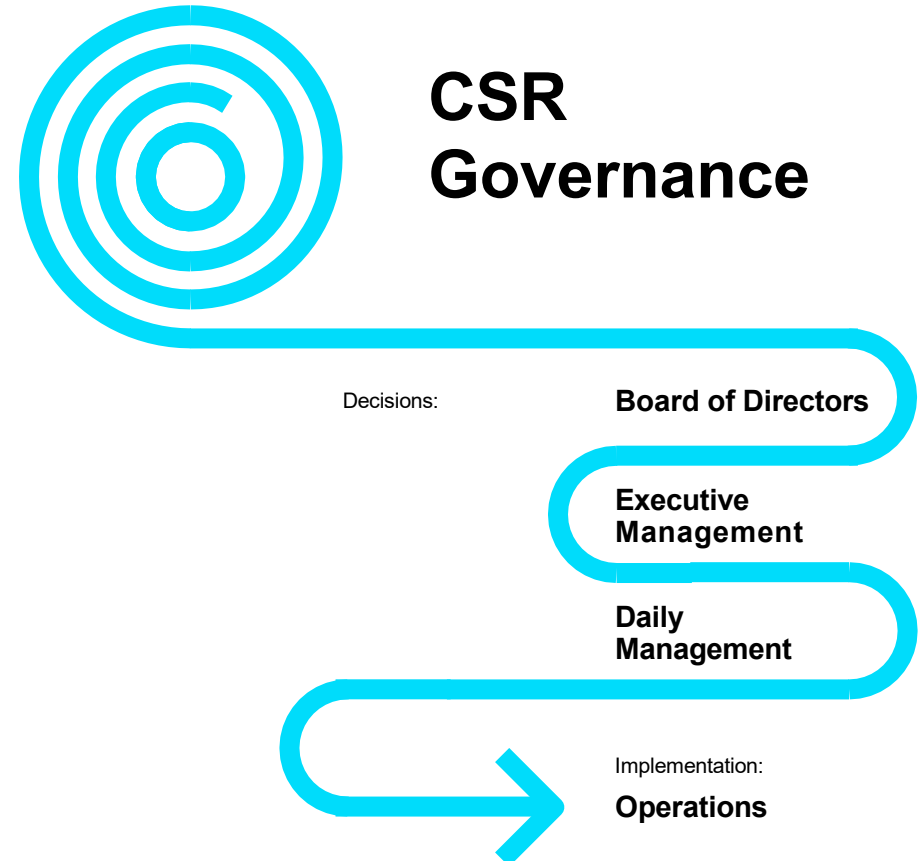 CSR
Governance
Decisions:
Board of Directors
Executive
Management
Daily
Management
Implementation:
Operations